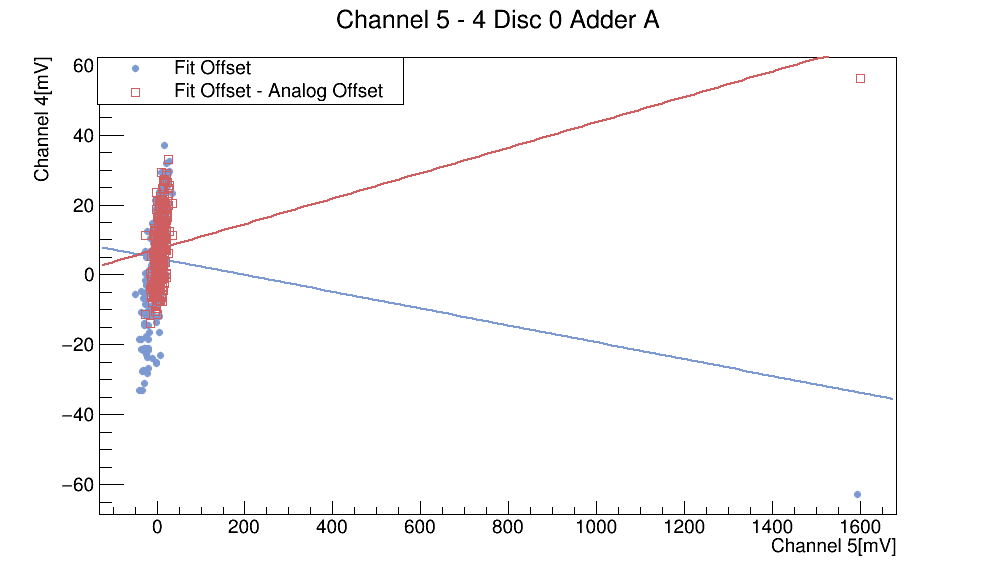 Channel 5 - 4 Disc 0 Adder A
Channel 4[mV]
Fit Offset
Fit Offset - Analog Offset
60
40
20
0
−20
−40
−60
0 200 400 600 800 1000 1200 1400 1600
Channel 5[mV]